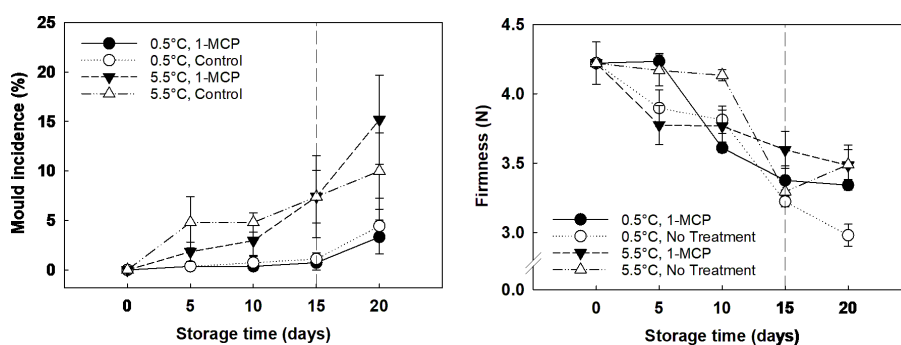 25
20
15
10
5
0
Mould incidence (%)
0.5°C, 1-MCP
0.5°C, Control
5.5°C, 1-MCP
5.5°C, Control
0 5 10 15 20
Storage time (days)
4.5
4.0
3.5
3.0
0.0
Firmness (N)
0.5°C, 1-MCP
0.5°C, No Treatment
5.5°C, 1-MCP
5.5°C, No Treatment
0 5 10 15 20
Storage time (days)